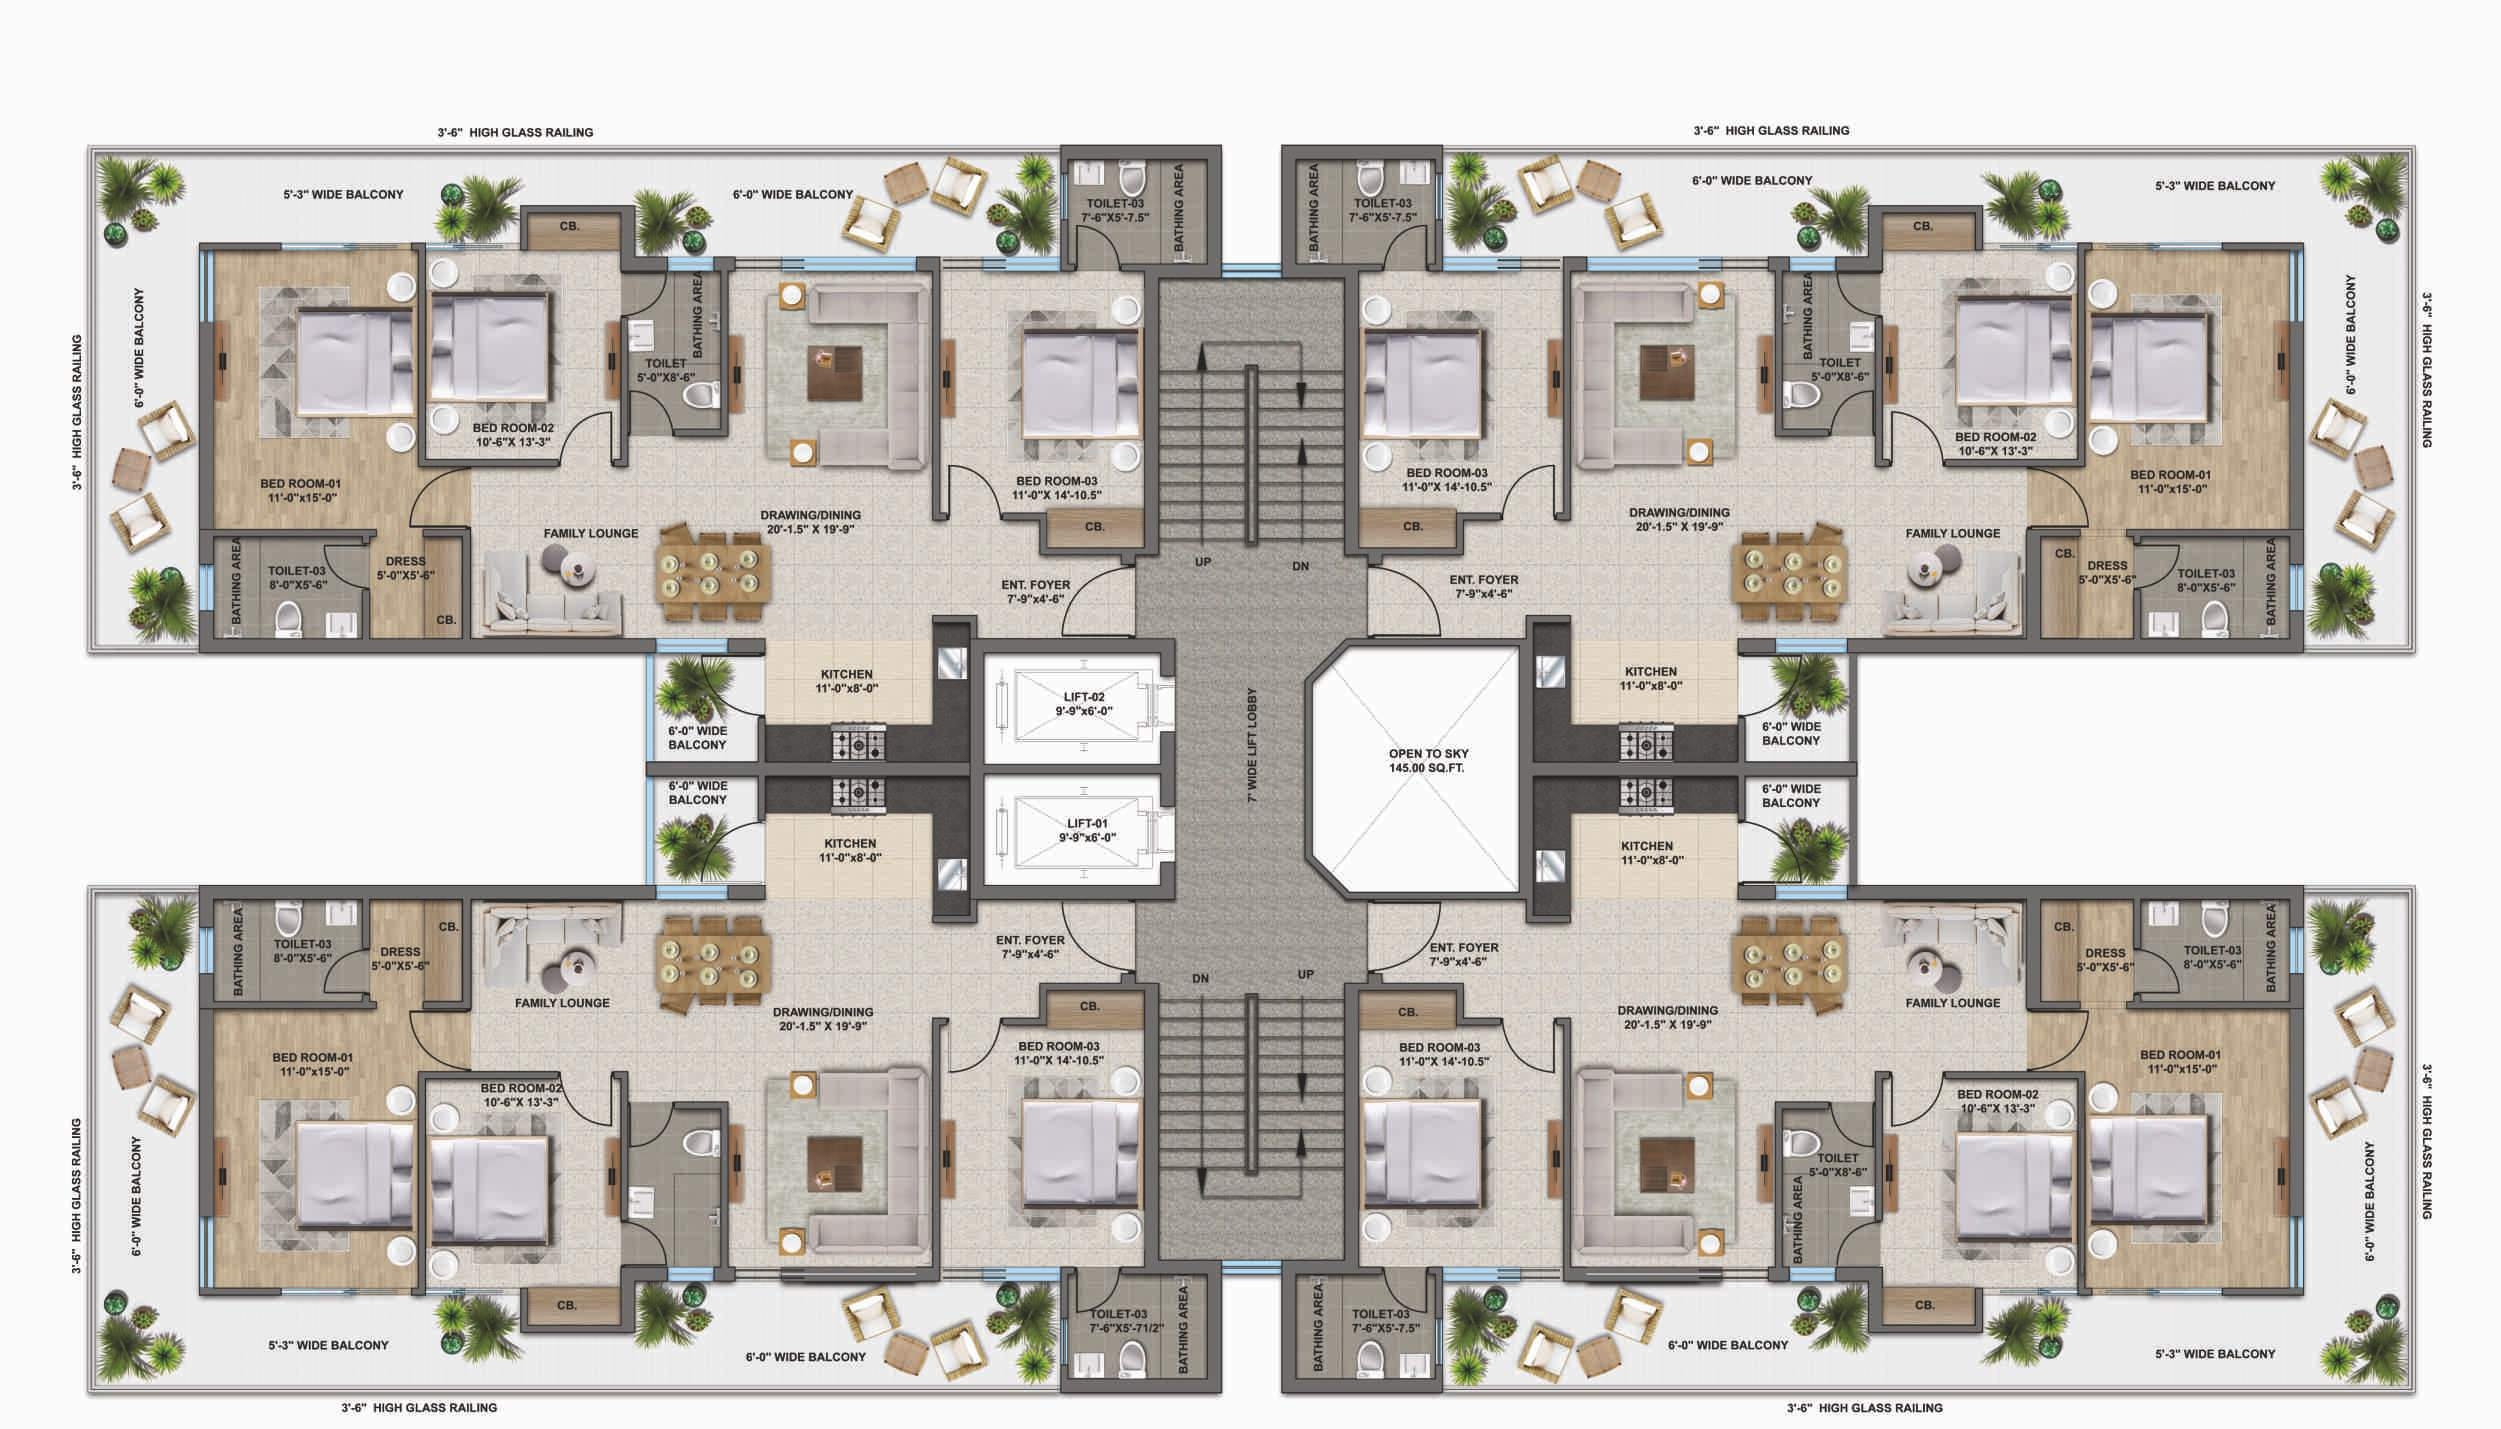 3'-6" HIGH GLASS RAILING
3'-6" HIGH GLASS RAILING
5'-3" WIDE BALCONY
6'-0" WIDE BALCONY
TOILET-03
7'-6"X5'-7.5"
BATHING AREA
BATHING AREA
TOILET-03
7'-6"X5'-7.5"
6'-0" WIDE BALCONY
5'-3" WIDE BALCONY
CB.
CB.
3'-6" HIGH GLASS RAILING
6'-0" WIDE BALCONY
BATHING AREA
TOILET
5'-0"X8'-6"
BATHING AREA
TOILET
5'-0"X8'-6"
6'-0" WIDE BALCONY
3'-6" HIGH GLASS RAILING
BED ROOM-02
10'-6"X 13'-3"
BED ROOM-02
10'-6"X 13'-3"
BED ROOM-01
11'-0"x15'-0"
BED ROOM-03
11'-0"X 14'-10.5"
BED ROOM-03
11'-0"X 14'-10.5"
BED ROOM-01
11'-0"x15'-0"
DRAWING/DINING
20'-1.5" X 19'-9"
CB.
CB.
DRAWING/DINING
20'-1.5" X 19'-9"
FAMILY LOUNGE
FAMILY LOUNGE
BATHING AREA
TOILET-03
8'-0"X5'-6"
DRESS
5'-0"X5'-6"
CB.
ENT. FOYER
7'-9"x4'-6"
UP
DN
ENT. FOYER
7'-9"x4'-6"
CB.
DRESS
5'-0"X5'-6"
TOILET-03
8'-0"X5'-6"
BATHING AREA
KITCHEN
11'-0"x8'-0"
LIFT-02
9'-9"x6'-0"
KITCHEN
11'-0"x8'-0"
6'-0" WIDE
BALCONY
7' WIDE LIFT LOBBY
OPEN TO SKY
145.00 SQ.FT.
6'-0" WIDE
BALCONY
6'-0" WIDE
BALCONY
6'-0" WIDE
BALCONY
LIFT-01
9'-9"x6'-0"
KITCHEN
11'-0"x8'-0"
KITCHEN
11'-0"x8'-0"
BATHING AREA
TOILET-03
8'-0"X5'-6"
DRESS
5'-0"X5'-6"
CB.
ENT. FOYER
7'-9"x4'-6"
DN
UP
ENT. FOYER
7'-9"x4'-6"
CB.
DRESS
5'-0"X5'-6"
TOILET-03
8'-0"X5'-6"
BATHING AREA
FAMILY LOUNGE
FAMILY LOUNGE
DRAWING/DINING
20'-1.5" X 19'-9"
CB.
CB.
DRAWING/DINING
20'-1.5" X 19'-9"
BED ROOM-01
11'-0"x15'-0"
BED ROOM-03
11'-0"X 14'-10.5"
BED ROOM-03
11'-0"X 14'-10.5"
BED ROOM-01
11'-0"x15'-0"
BED ROOM-02
10'-6"X 13'-3"
BED ROOM-02
10'-6"X 13'-3"
3'-6" HIGH GLASS RAILING
6'-0" WIDE BALCONY
TOILET
5'-0"X8'-6"
BATHING AREA
6'-0" WIDE BALCONY
3'-6" HIGH GLASS RAILING
CB.
CB.
TOILET-03
7'-6"X5'-71/2"
BATHING AREA
BATHING AREA
TOILET-03
7'-6"X5'-7.5"
5'-3" WIDE BALCONY
6'-0" WIDE BALCONY
6'-0" WIDE BALCONY
5'-3" WIDE BALCONY
3'-6" HIGH GLASS RAILING
3'-6" HIGH GLASS RAILING